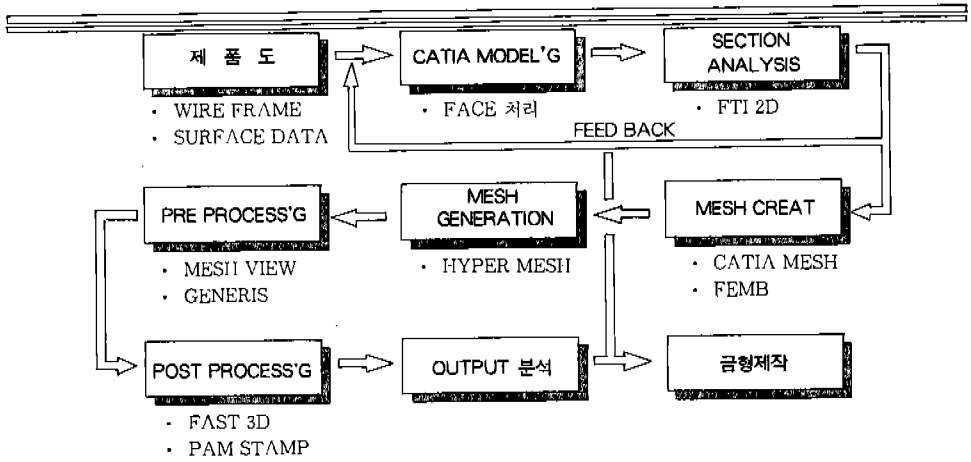 제 품 도
· WIRE FRAME
· SURFACE DATA
CATIA MODEL'G
· FACE 처리
SECTION
ANALYSIS
· FTI 2D
FEED BACK
PRE PROCESS'G
· MESH VIEW
· GENERIS
MESH
GENERATION
· HYPER MESH
MESH CREAT
· CATIA MESH
· FEMB
POST PROCESS'G
· FAST 3D
· PAM STAMP
OUTPUT 분석
금형제작